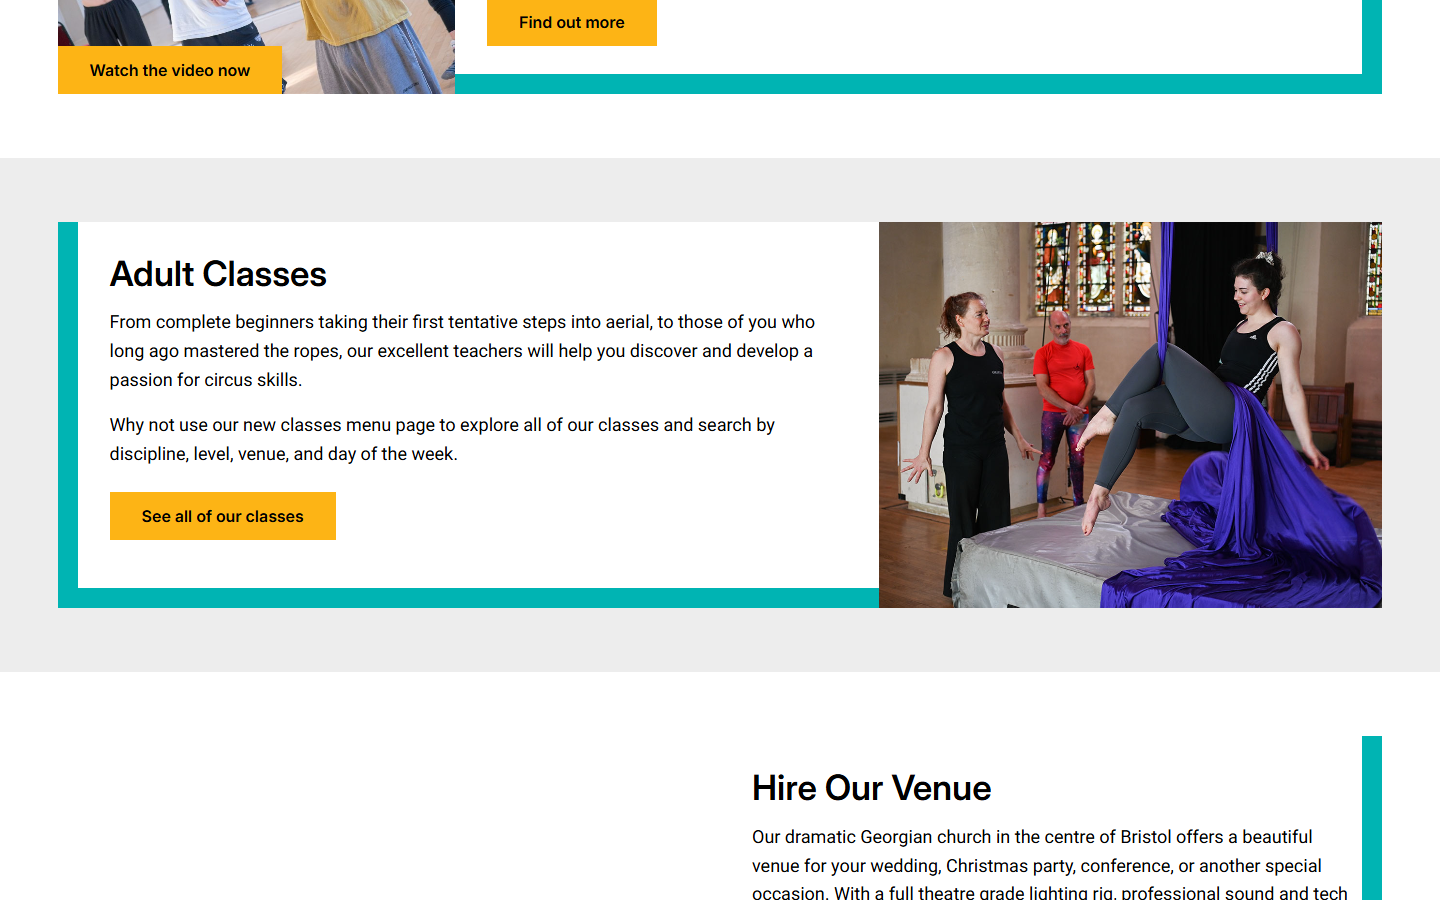 Find out more
Watch the video now
Adult Classes
From complete beginners taking their first tentative steps into aerial, to those of you who
long ago mastered the ropes, our excellent teachers will help you discover and develop a
passion for circus skills.
Why not use our new classes menu page to explore all of our classes and search by
discipline, level, venue, and day of the week.
See all of our classes
Hire Our Venue
Our dramatic Georgian church in the centre of Bristol offers a beautiful
venue for your wedding, Christmas party, conference, or another special
occasion. With a full theatre grade lighting rig, professional sound and tech